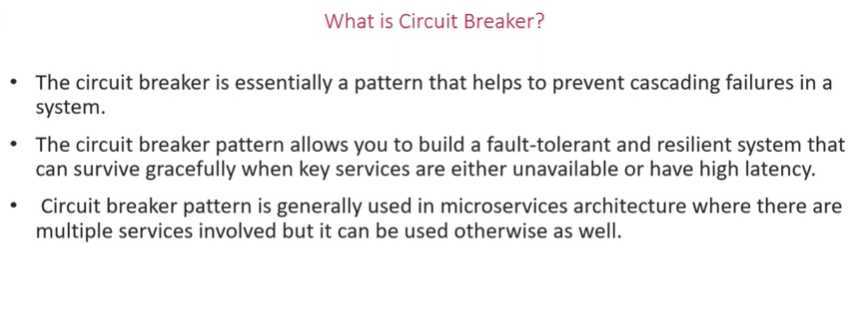 What is Circuit Breaker?
• The circuit breaker is essentially a pattern that helps to prevent cascading failures in a
system.
• The circuit breaker pattern allows you to build a fault-tolerant and resilient system that
can survive gracefully when key services are either unavailable or have high latency.
• Circuit breaker pattern is generally used in microservices architecture where there are
multiple services involved but it can be used otherwise as well.